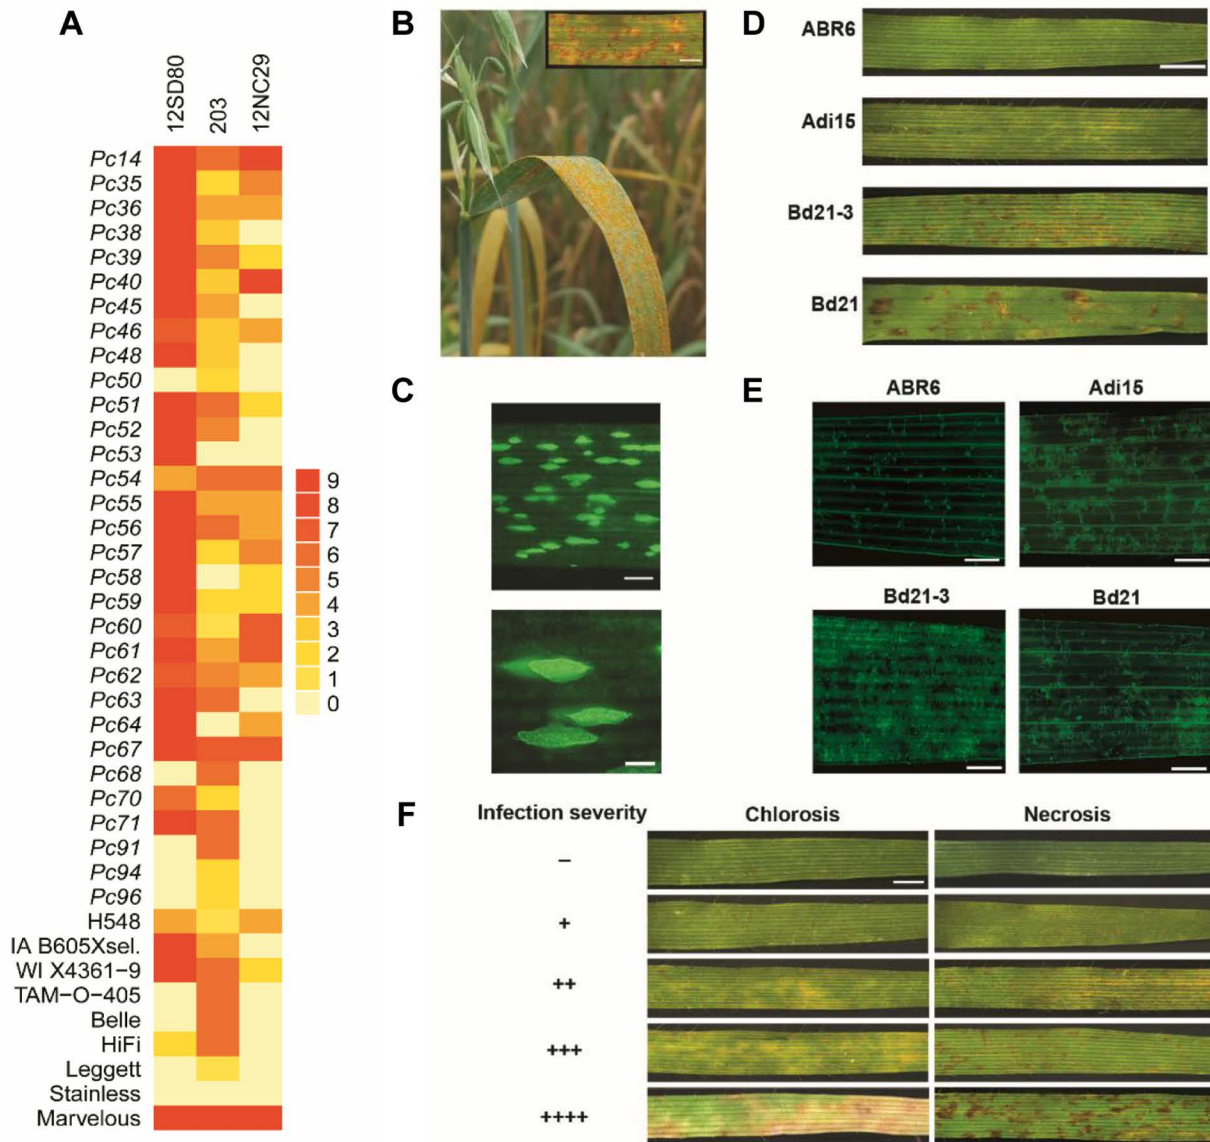 A
12SD80
203
12NC29
Pc14
Pc35
Pc36
Pc38
Pc39
Pc40
Pc45
Pc46
Pc48
Pc50
Pc51
Pc52
Pc53
Pc54
Pc55
Pc56
Pc57
Pc58
Pc59
Pc60
Pc61
Pc62
Pc63
Pc64
Pc67
Pc68
Pc70
Pc71
Pc91
Pc94
Pc96
H548
IA B605Xsel.
WI X4361−9
TAM−O−405
Belle
HiFi
Leggett
Stainless
Marvelous
9
8
7
6
5
4
3
2
1
0
B
C
D
ABR6
Adi15
Bd21-3
Bd21
E
ABR6 Adi15
Bd21-3 Bd21
F
Infection severity Chlorosis Necrosis
–
+
++
+++
++++